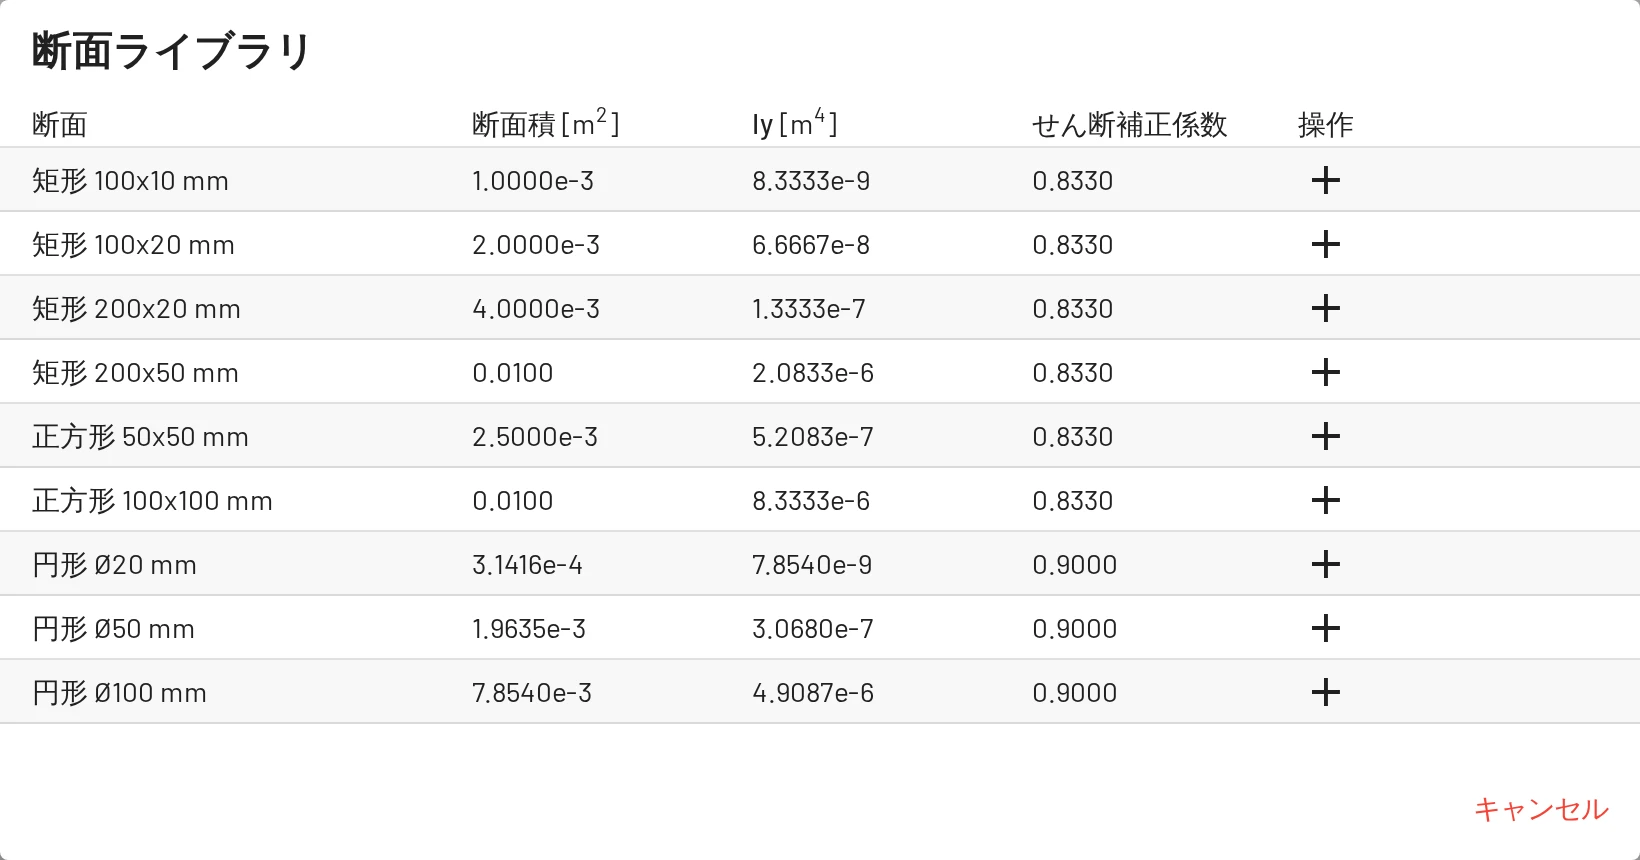 断面ライブラリ
断面 断面積 [m²] Iy [m⁴] せん断補正係数 操作
矩形 100x10 mm 1.0000e-3 8.3333e-9 0.8330 +
矩形 100x20 mm 2.0000e-3 6.6667e-8 0.8330 +
矩形 200x20 mm 4.0000e-3 1.3333e-7 0.8330 +
矩形 200x50 mm 0.0100 2.0833e-6 0.8330 +
正方形 50x50 mm 2.5000e-3 5.2083e-7 0.8330 +
正方形 100x100 mm 0.0100 8.3333e-6 0.8330 +
円形 Ø20 mm 3.1416e-4 7.8540e-9 0.9000 +
円形 Ø50 mm 1.9635e-3 3.0680e-7 0.9000 +
円形 Ø100 mm 7.8540e-3 4.9087e-6 0.9000 +
キャンセル